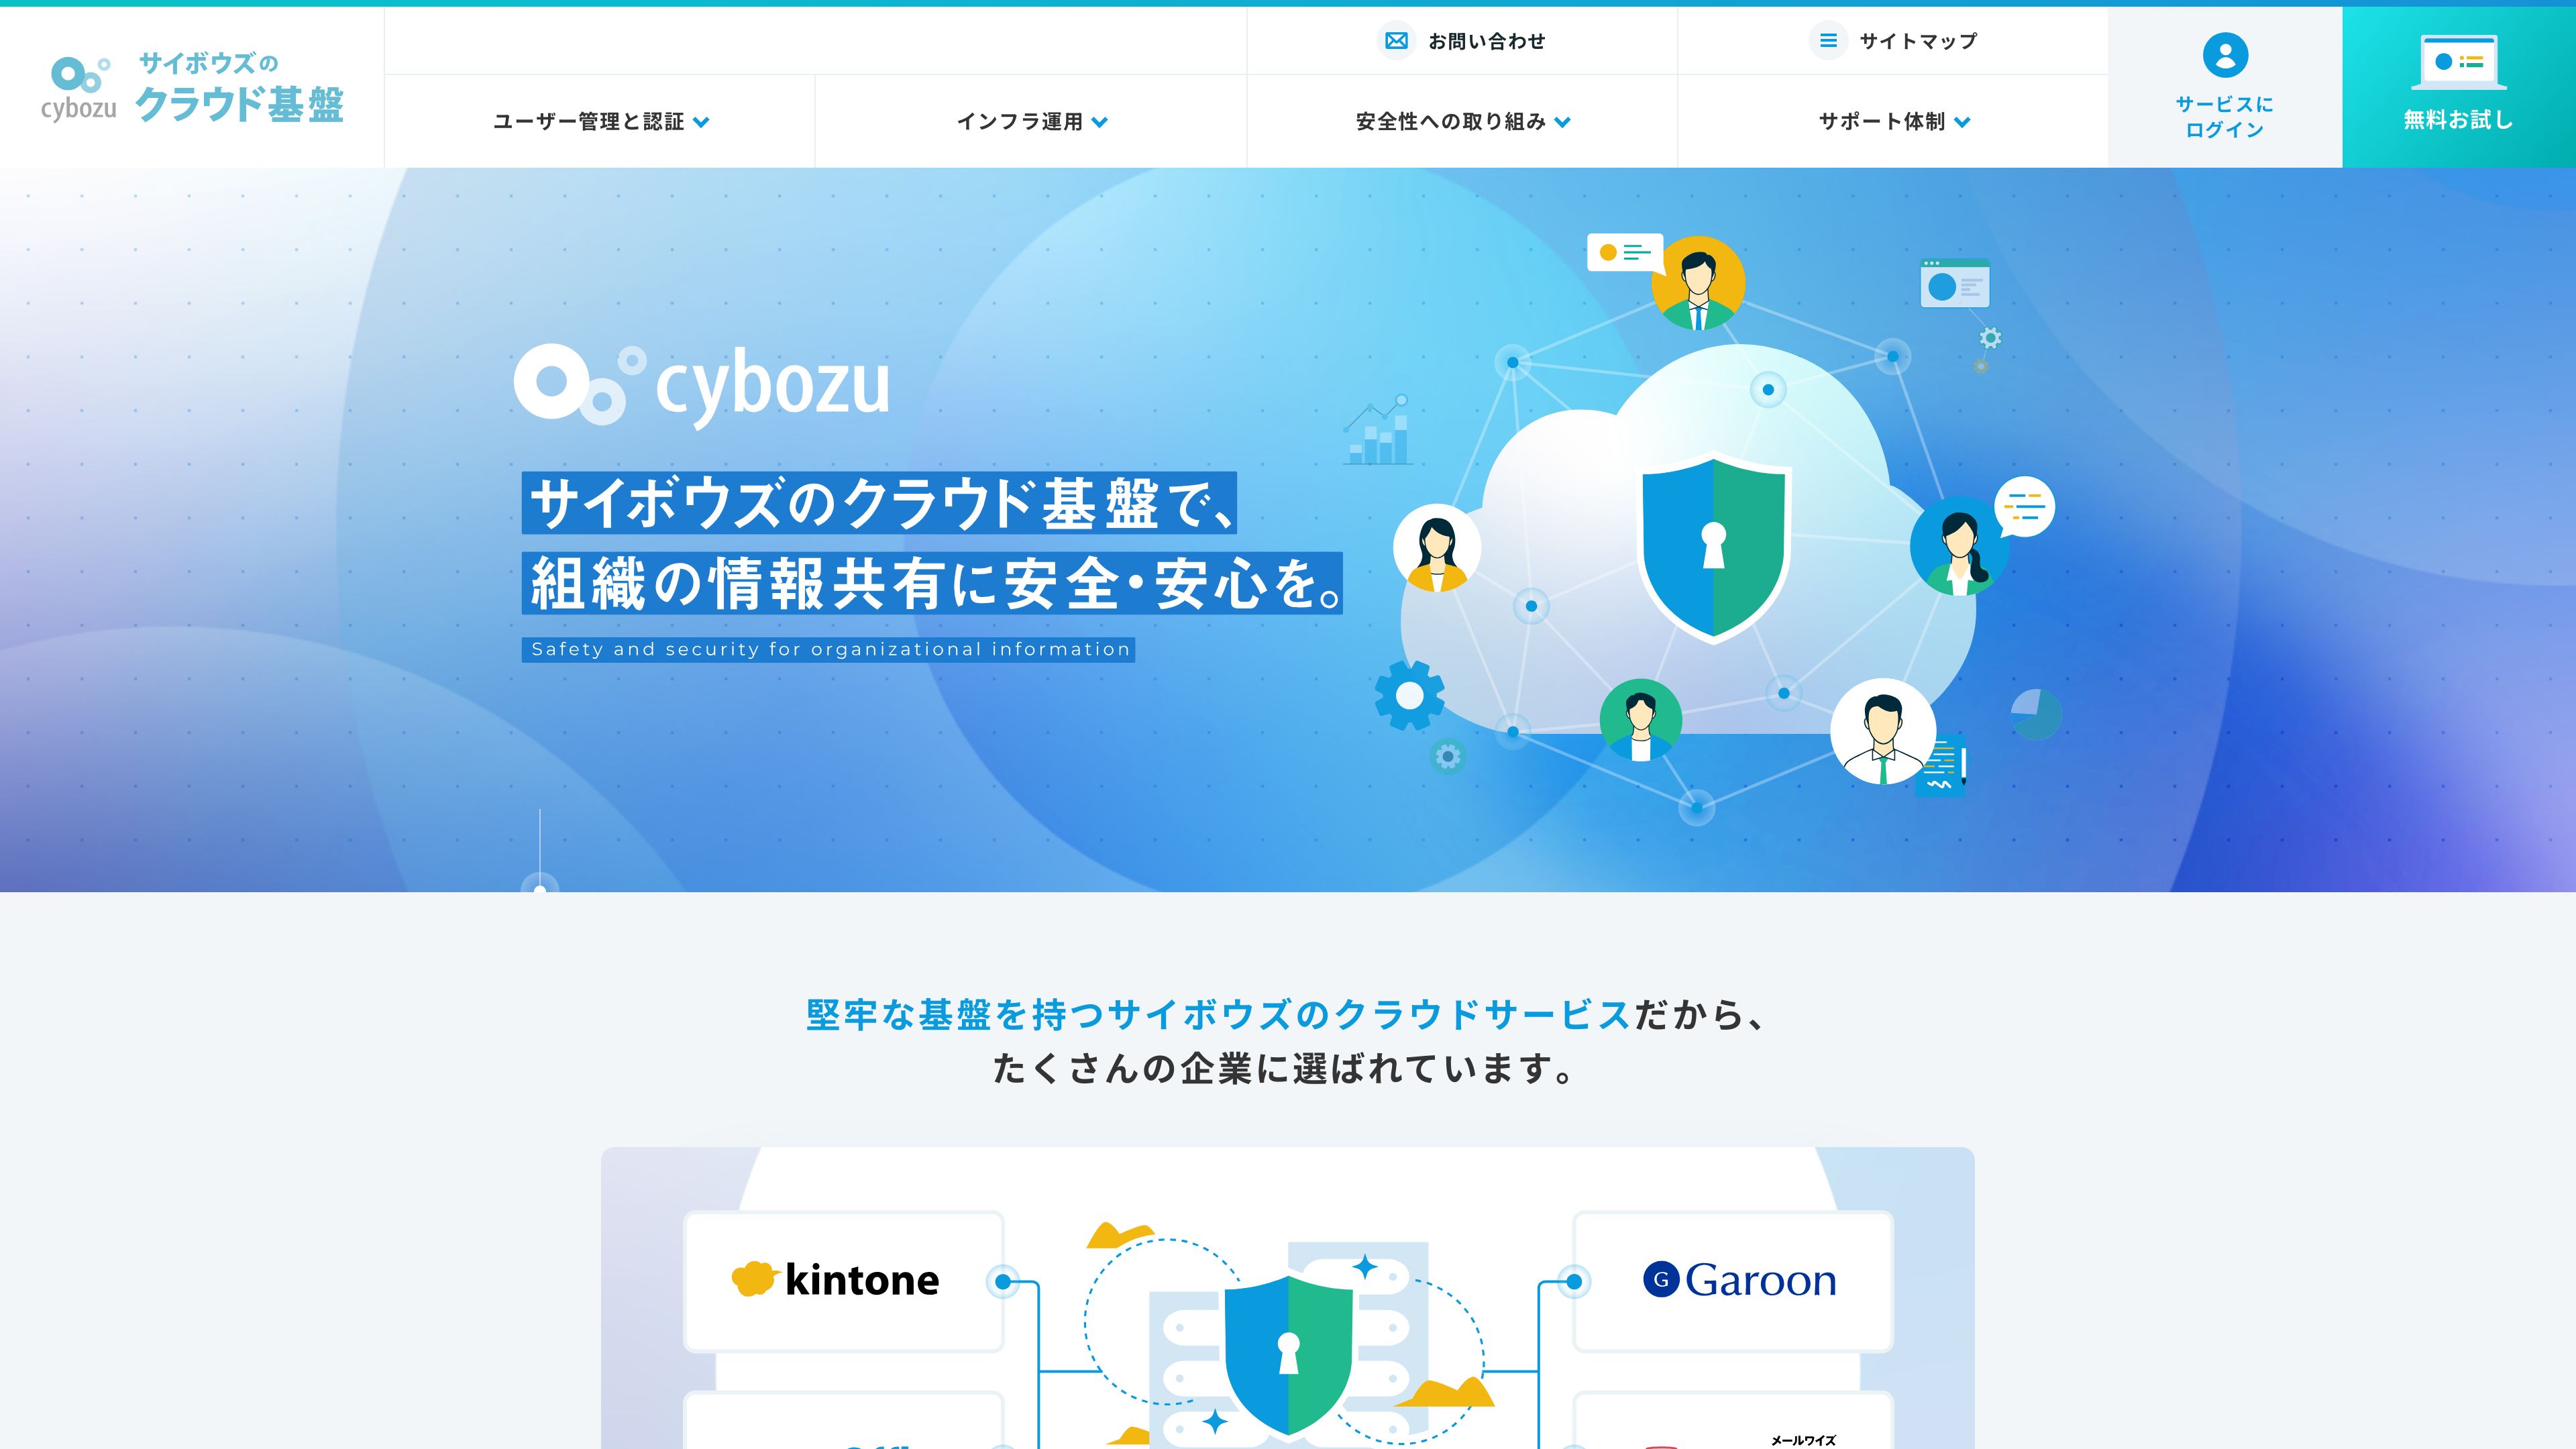 cybozu
サイボウズの
クラウド基盤
お問い合わせ
サイトマップ
ユーザー管理と認証
インフラ運用
安全性への取り組み
サポート体制
サービスに
ログイン
無料お試し
cybozu
サイボウズのクラウド基盤で、
組織の情報共有に安全・安心を。
Safety and security for organizational information
堅牢な基盤を持つサイボウズのクラウドサービスだから、
たくさんの企業に選ばれています。
kintone
G Garoon
メールワイズ